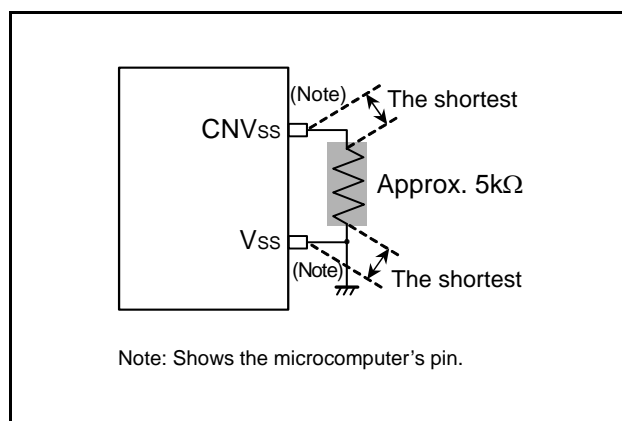 (Note)
The shortest
CNVSS
Approx. 5kΩ
VSS
(Note)
The shortest
Note: Shows the microcomputer's pin.